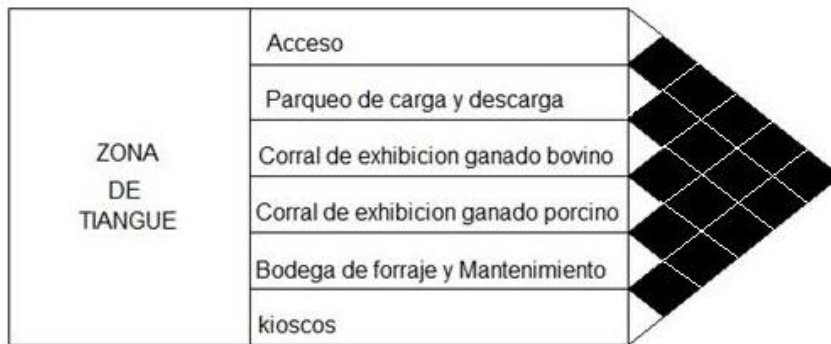 ZONA
DE
TIANGUE
Acceso
Parqueo de carga y descarga
Corral de exhibicion ganado bovino
Corral de exhibicion ganado porcino
Bodega de forraje y Mantenimiento
kioscos